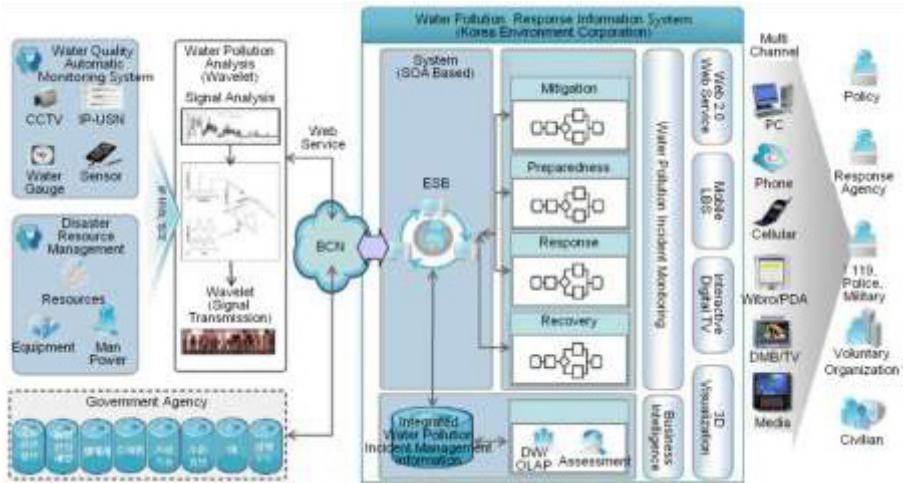 Water Pollution Response Information System
(Korea Environment Corporation)
Water Quality
Automatic
Monitoring System
CCTV
IP-USN
Water
Gauge
Sensor
Disaster
Resource
Management
Resources
Equipment
Man
Power
Water Pollution
Analysis
(Wavelet)
Signal Analysis
Wavelet
(Signal
Transmission)
Web
Service
BCN
Government Agency
System
(SOA Based)
ESB
Mitigation
Preparedness
Response
Recovery
Integrated
Water Pollution
Incident Management
Information
DW/
OLAP
Assessment
Water Pollution Incident Monitoring
Business
Intelligence
Web 2.0
Web Service
Mobile
LBS
Interactive
Digital TV
3D
Visualization
Multi
Channel
PC
Phone
Cellular
Wibro/PDA
DMB/TV
Media
Policy
Response
Agency
119,
Police,
Military
Voluntary
Organization
Civilian